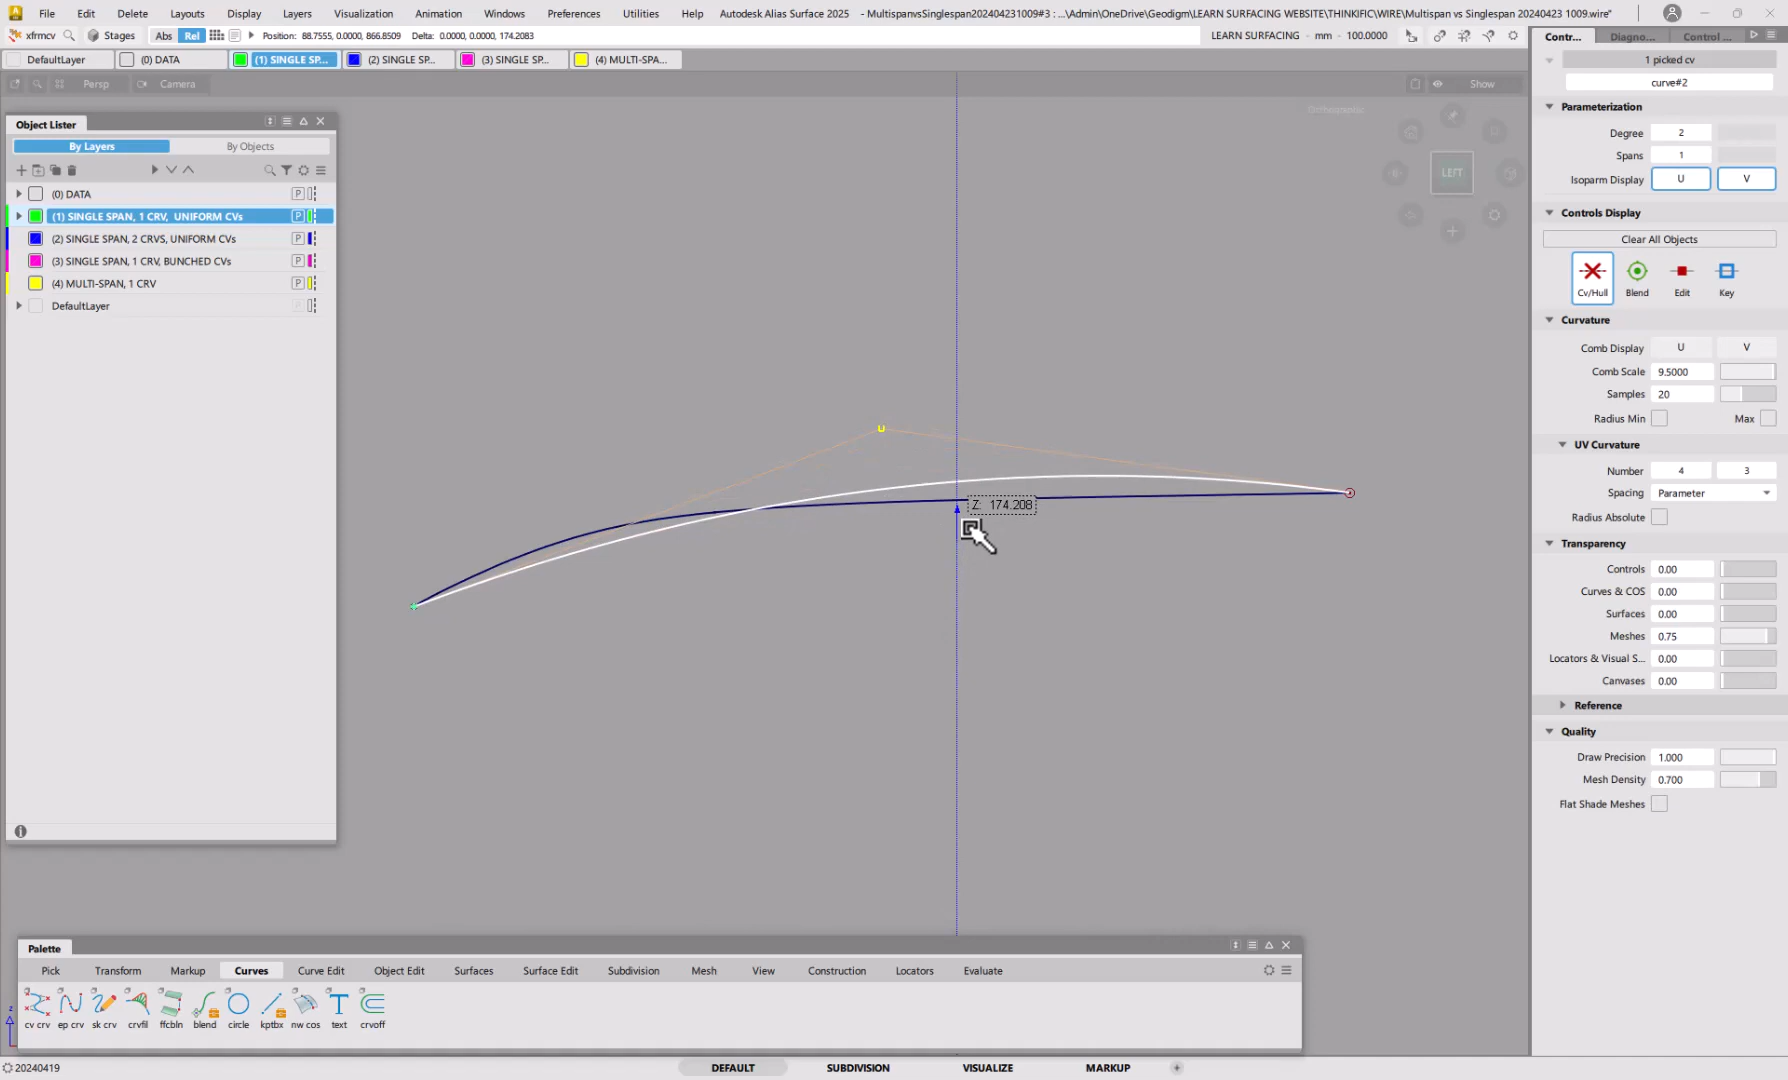 File Edit Delete Layouts Display Layers Visualization Animation Windows Preferences Utilities Help Autodesk Alias Surface 2025 - MultispanvsSinglespan202404231009#3 : ...\Admin\OneDrive\Geodigm\LEARN SURFACING WEBSITE\THINKIFIC\WIRE\Multispan vs Singlespan 20240423 1009.wire*
xfrmcv Stages Abs Rel Position: 88.7555, 0.0000, 866.8509 Delta: 0.0000, 0.0000, 174.2083 LEARN SURFACING - mm - 100.0000
DefaultLayer (0) DATA (1) SINGLE SP... (2) SINGLE SP... (3) SINGLE SP... (4) MULTI-SPA...
Persp Camera Show
Orthographic
LEFT
Object Lister
By Layers By Objects
(0) DATA P
(1) SINGLE SPAN, 1 CRV, UNIFORM CVs P
(2) SINGLE SPAN, 2 CRVS, UNIFORM CVs P
(3) SINGLE SPAN, 1 CRV, BUNCHED CVs P
(4) MULTI-SPAN, 1 CRV P
DefaultLayer P
U
Z: 174.208
Contr... Diagno... Control ...
1 picked cv
curve#2
Parameterization
Degree 2
Spans 1
Isoparm Display U V
Controls Display
Clear All Objects
Cv/Hull Blend Edit Key
Curvature
Comb Display U V
Comb Scale 9.5000
Samples 20
Radius Min Max
UV Curvature
Number 4 3
Spacing Parameter
Radius Absolute
Transparency
Controls 0.00
Curves & COS 0.00
Surfaces 0.00
Meshes 0.75
Locators & Visual S... 0.00
Canvases 0.00
Reference
Quality
Draw Precision 1.000
Mesh Density 0.700
Flat Shade Meshes
Palette
Pick Transform Markup Curves Curve Edit Object Edit Surfaces Surface Edit Subdivision Mesh View Construction Locators Evaluate
cv crv ep crv sk crv crvfil ffcbln blend circle kptbx nw cos text crvoff
z
20240419 DEFAULT SUBDIVISION VISUALIZE MARKUP